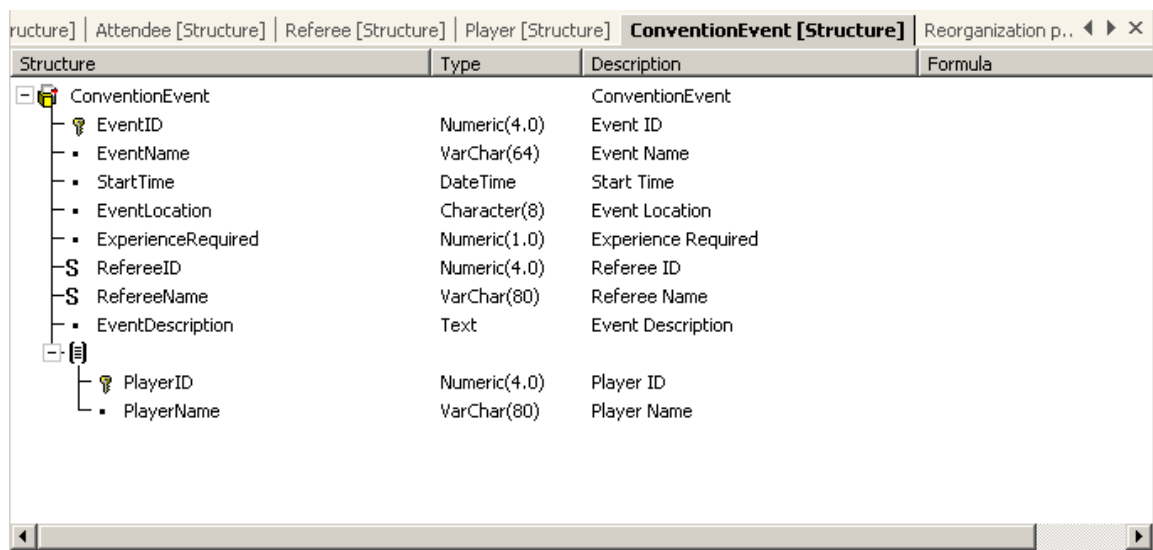 ructure] Attendee [Structure] Referee [Structure] Player [Structure] ConventionEvent [Structure] Reorganization p..
Structure Type Description Formula
ConventionEvent ConventionEvent
EventID Numeric(4.0) Event ID
EventName VarChar(64) Event Name
StartTime DateTime Start Time
EventLocation Character(8) Event Location
ExperienceRequired Numeric(1.0) Experience Required
S RefereeID Numeric(4.0) Referee ID
S RefereeName VarChar(80) Referee Name
EventDescription Text Event Description
PlayerID Numeric(4.0) Player ID
PlayerName VarChar(80) Player Name